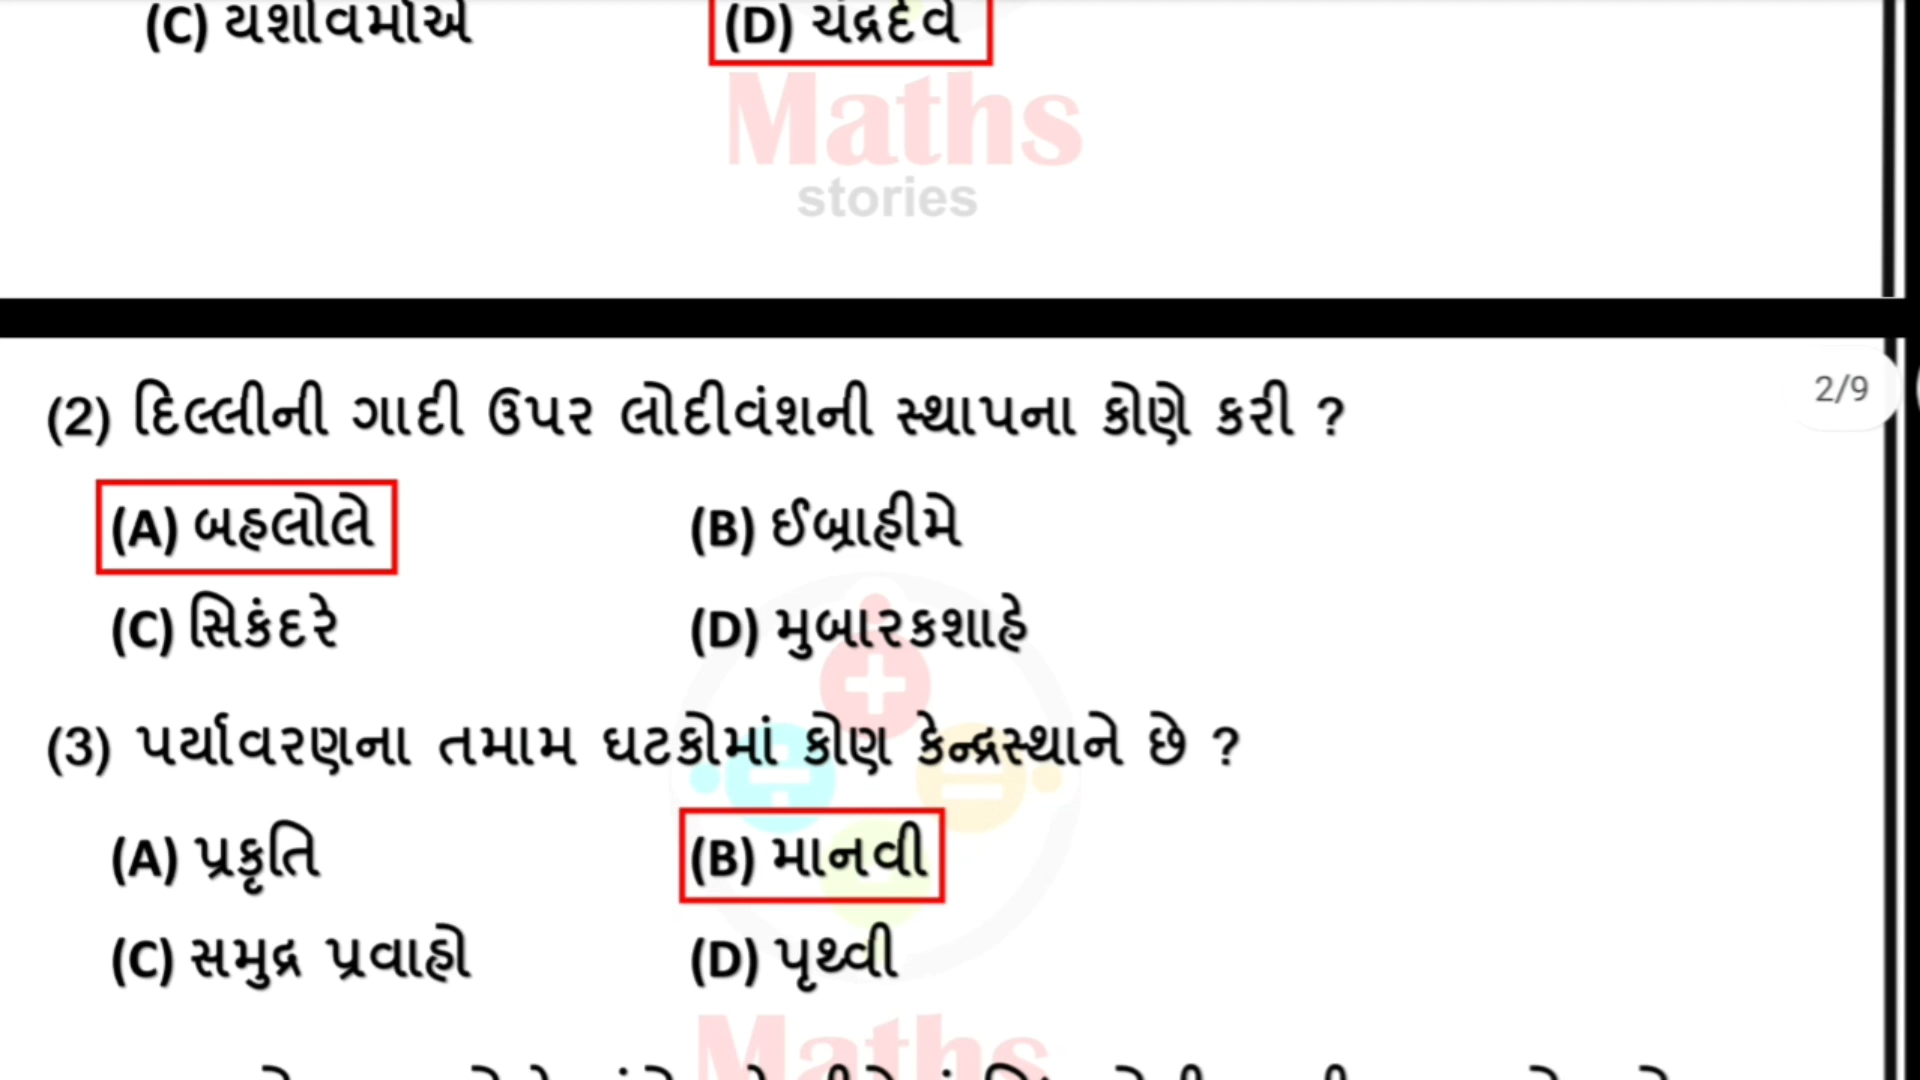 (C) યશોવર્માએ (D) ચંદ્રદેવે
Maths
stories
2/9
(2) દિલ્લીની ગાદી ઉપર લોદીવંશની સ્થાપના કોણે કરી ?
(A) બહલોલે (B) ઈબ્રાહીમે
(C) સિકંદરે (D) મુબારકશાહે
(3) પર્યાવરણના તમામ ઘટકોમાં કોણ કેન્દ્રસ્થાને છે ?
(A) પ્રકૃતિ (B) માનવી
(C) સમુદ્ર પ્રવાહો (D) પૃથ્વી
Maths